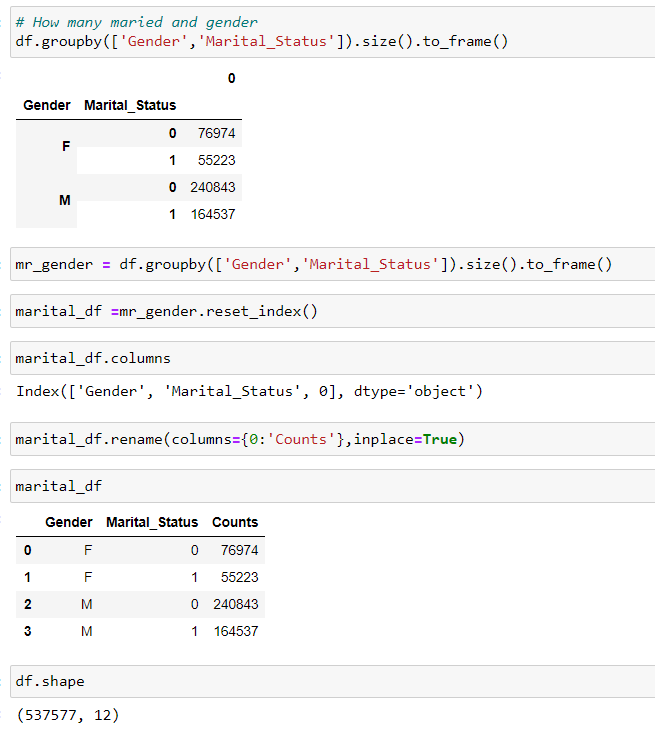 # How many maried and gender
df.groupby(['Gender','Marital_Status']).size().to_frame()
0
Gender Marital_Status
F 0 76974
1 55223
M 0 240843
1 164537
mr_gender = df.groupby(['Gender','Marital_Status']).size().to_frame()
marital_df =mr_gender.reset_index()
marital_df.columns
Index(['Gender', 'Marital_Status', 0], dtype='object')
marital_df.rename(columns={0:'Counts'},inplace=True)
marital_df
Gender Marital_Status Counts
0 F 0 76974
1 F 1 55223
2 M 0 240843
3 M 1 164537
df.shape
(537577, 12)